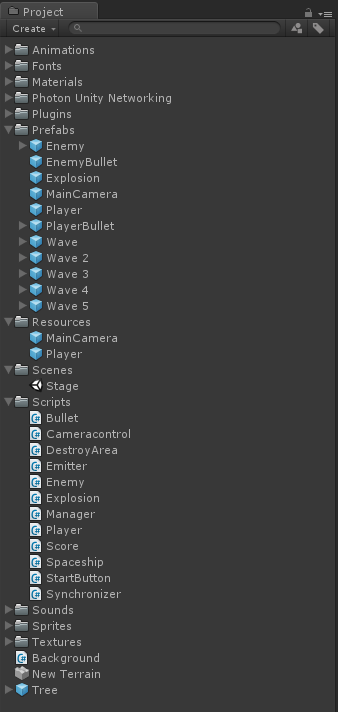 Project
Create
Animations
Fonts
Materials
Photon Unity Networking
Plugins
Prefabs
Enemy
EnemyBullet
Explosion
MainCamera
Player
PlayerBullet
Wave
Wave 2
Wave 3
Wave 4
Wave 5
Resources
MainCamera
Player
Scenes
Stage
Scripts
Bullet
Cameracontrol
DestroyArea
Emitter
Enemy
Explosion
Manager
Player
Score
Spaceship
StartButton
Synchronizer
Sounds
Sprites
Textures
Background
New Terrain
Tree